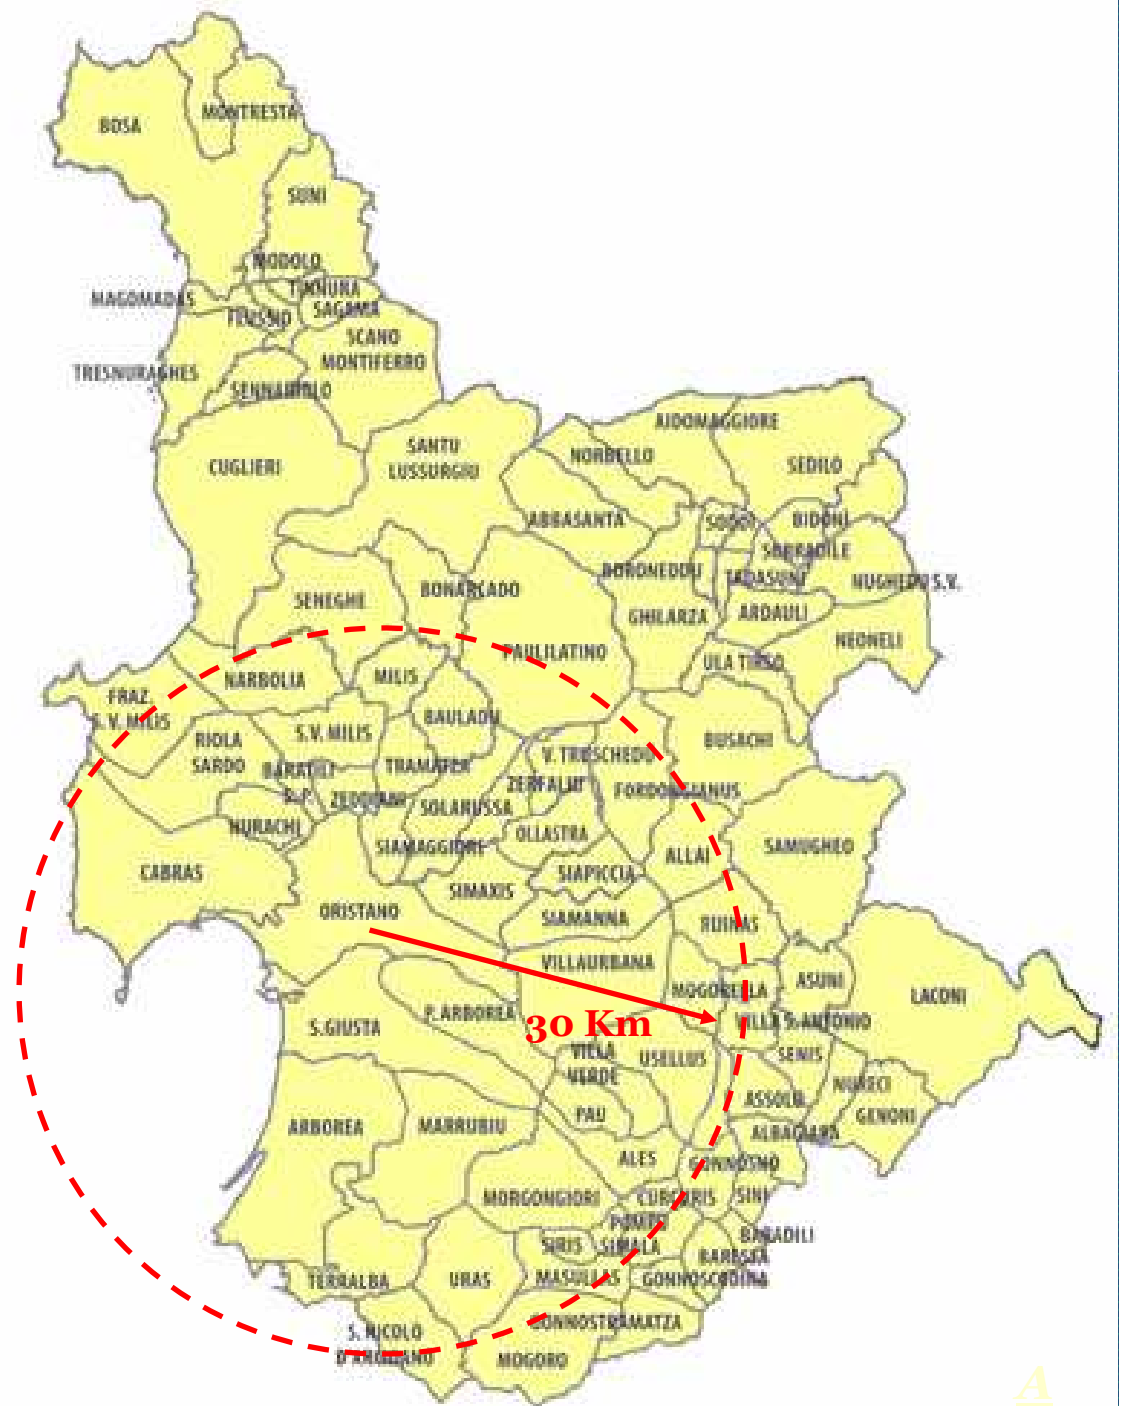 BOSA
MONTRESTA
SUNI
MODOLO
TINNURA
MAGOMADAS
SAGAMA
FLUSSIO
SCANO
MONTIFERRO
TRESNURAGHES
SENNARIOLO
CUGLIERI
SANTU
LUSSURGIU
AIDOMAGGIORE
NORBELLO
SEDILO
ABBASANTA
SODDI
BIDONI
SORRADILE
BORONEDDU
TADASUNI
NUGHEDU S.V.
BONARCADO
SENEGHE
GHILARZA
ARDAULI
NEONELI
PAULILATINO
ULA TIRSO
NARBOLIA
MILIS
FRAZ.
S. V. MILIS
BAULADU
S.V. MILIS
RIOLA
SARDO
BUSACHI
V. TRUSCHEDU
BARATILI
S. P.
TRAMATZA
ZERFALIU
FORDONGIANUS
ZEDDIANI
SOLARUSSA
NURACHI
OLLASTRA
SIAMAGGIORE
ALLAI
SAMUGHEO
CABRAS
SIAPICCIA
SIMAXIS
ORISTANO
SIAMANNA
RUINAS
VILLAURBANA
MOGORELLA
ASUNI
LACONI
P. ARBOREA
30 Km
VILLA S. ANTONIO
S.GIUSTA
VILLA
VERDE
USELLUS
SENIS
NURECI
ASSOLO
GENONI
PAU
ARBOREA
MARRUBIU
ALBAGIARA
ALES
GONNOSNO
MORGONGIORI
CURCURIS
SINI
POMPU
SIRIS
SIMALA
BARADILI
BARESSA
TERRALBA
URAS
MASULLAS
GONNOSCODINA
GONNOSTRAMATZA
S. NICOLO
D'ARCIDANO
MOGORO
A